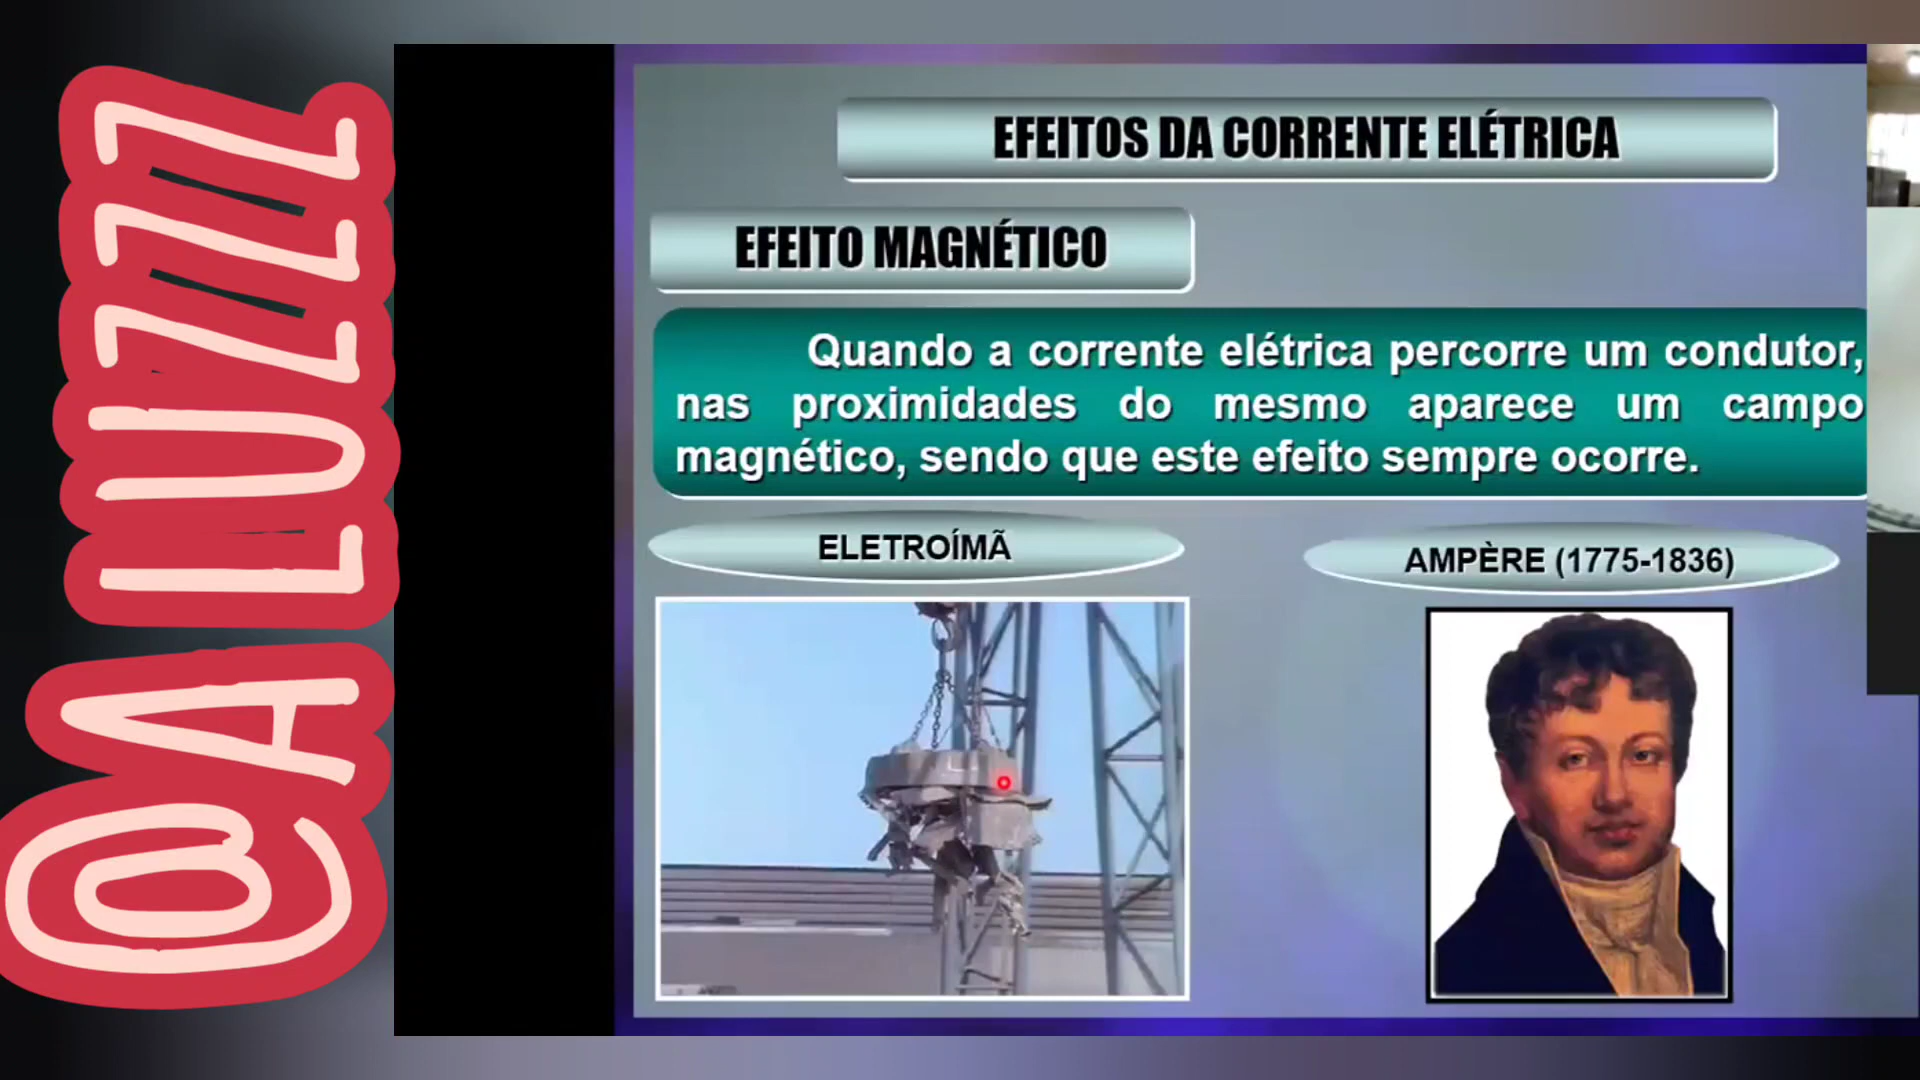 @ALUZZZ
EFEITOS DA CORRENTE ELÉTRICA
EFEITO MAGNÉTICO
Quando a corrente elétrica percorre um condutor,
nas proximidades do mesmo aparece um campo
magnético, sendo que este efeito sempre ocorre.
ELETROÍMÃ
AMPÈRE (1775-1836)